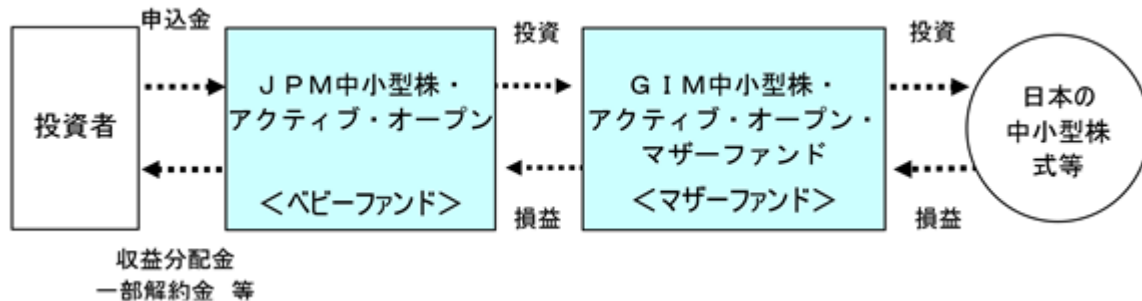 申込金
投資者
収益分配金
一部解約金 等
ＪＰＭ中小型株・
アクティブ・オープン
＜ベビーファンド＞
投資
損益
ＧＩＭ中小型株・
アクティブ・オープン・
マザーファンド
＜マザーファンド＞
投資
損益
日本の
中小型株
式等